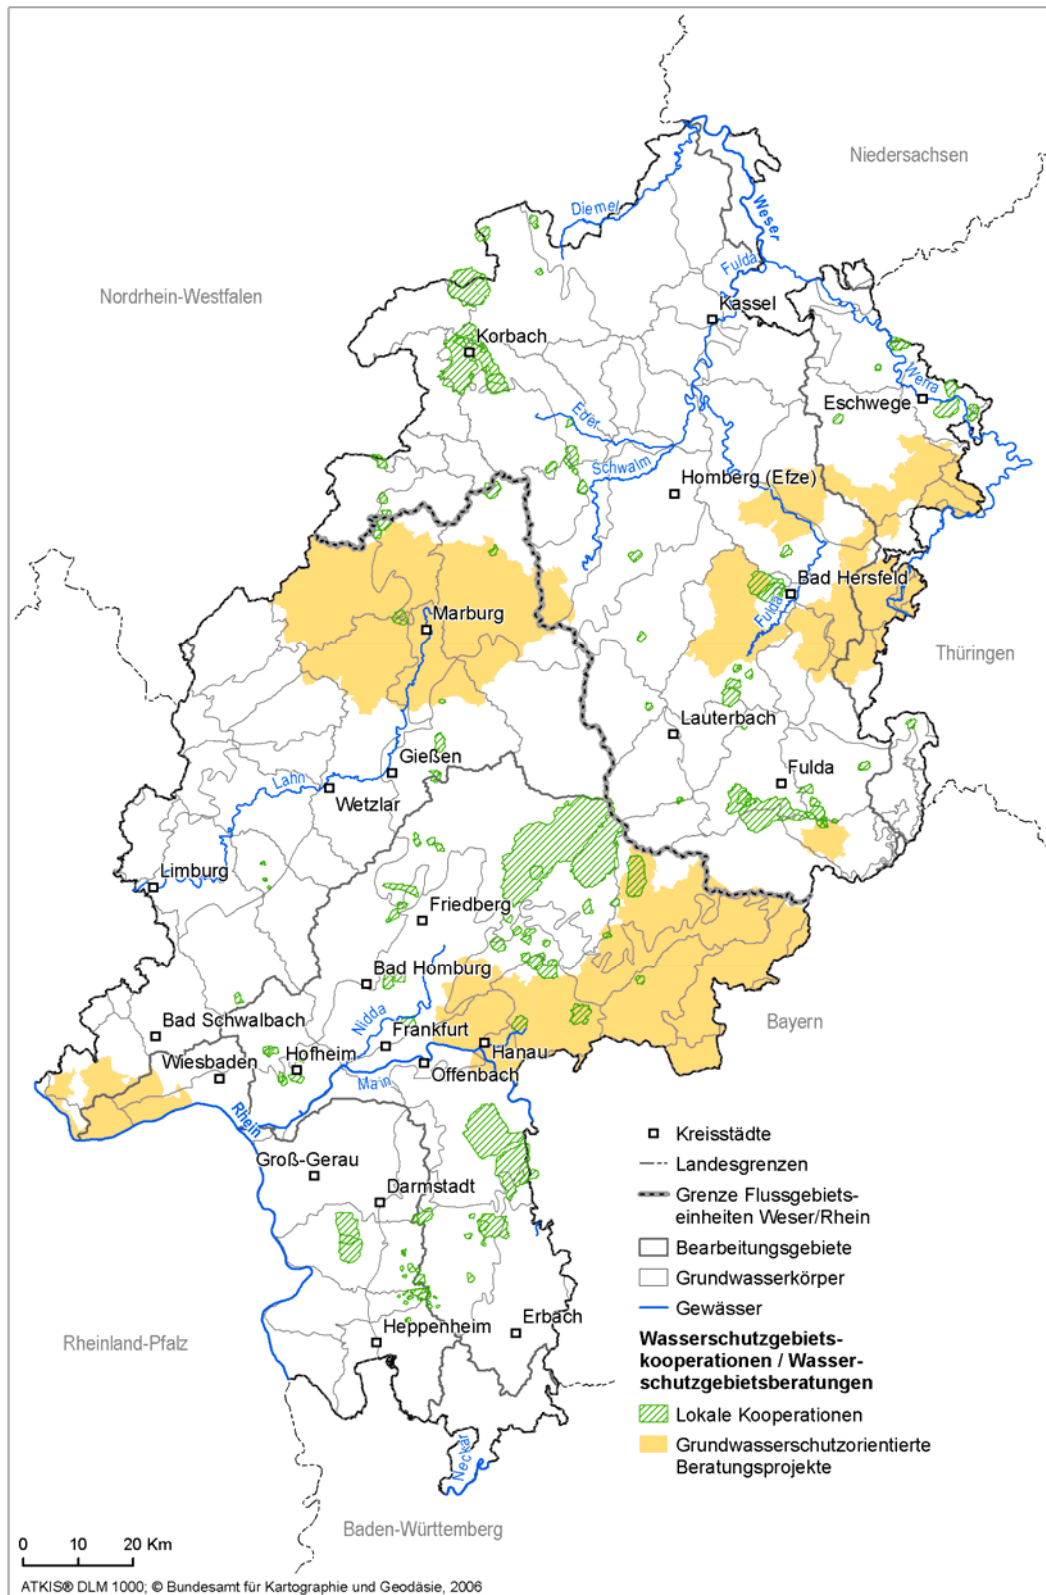 Niedersachsen
Diemel
Weser
Fulda
Nordrhein-Westfalen
Kassel
Korbach
Werra
Eschwege
Eder
Schwalm
Homberg (Efze)
Bad Hersfeld
Fulda
Marburg
Thüringen
Lauterbach
Gießen
Fulda
Lahn
Wetzlar
Limburg
Friedberg
Bad Homburg
Nidda
Bad Schwalbach
Frankfurt
Bayern
Wiesbaden
Hofheim
Hanau
Offenbach
Main
Rhein
Groß-Gerau
Darmstadt
Rheinland-Pfalz
Heppenheim
Erbach
Neckar
Baden-Württemberg
Kreisstädte
Landesgrenzen
Grenze Flussgebiets-
einheiten Weser/Rhein
Bearbeitungsgebiete
Grundwasserkörper
Gewässer
Wasserschutzgebiets-
kooperationen / Wasser-
schutzgebietsberatungen
Lokale Kooperationen
Grundwasserschutzorientierte
Beratungsprojekte
0 10 20 Km
ATKIS® DLM 1000; © Bundesamt für Kartographie und Geodäsie, 2006